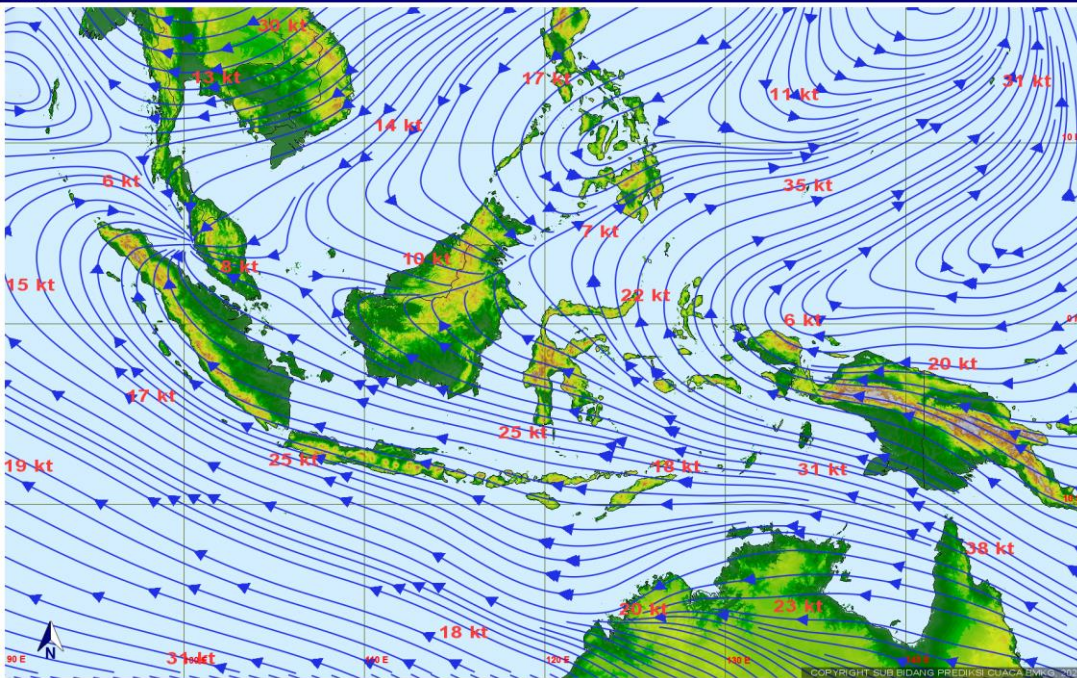 30 kt
13 kt
17 kt
11 kt
31 kt
14 kt
10
6 kt
35 kt
7 kt
10 kt
8 kt
15 kt
22 kt
6 kt
20 kt
17 kt
25 kt
25 kt
19 kt
18 kt
31 kt
38 kt
20 kt
23 kt
18 kt
31 kt
90 E
110 E
120 E
130 E
N
COPYRIGHT SUB BIDANG PREDIKSI CUACA BMKG, 202